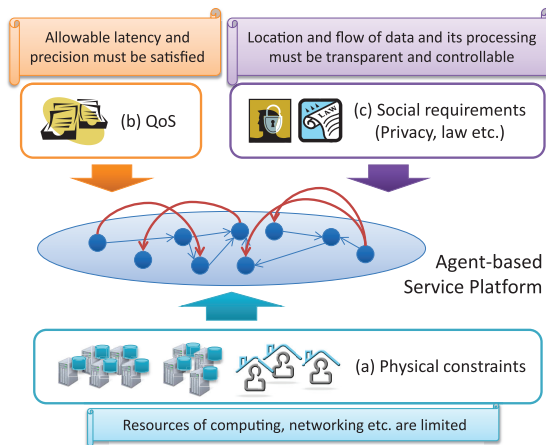 Allowable latency and
precision must be satisfied
Location and flow of data and its processing
must be transparent and controllable
(b) QoS
LAW
(c) Social requirements
(Privacy, law etc.)
Agent-based
Service Platform
(a) Physical constraints
Resources of computing, networking etc. are limited